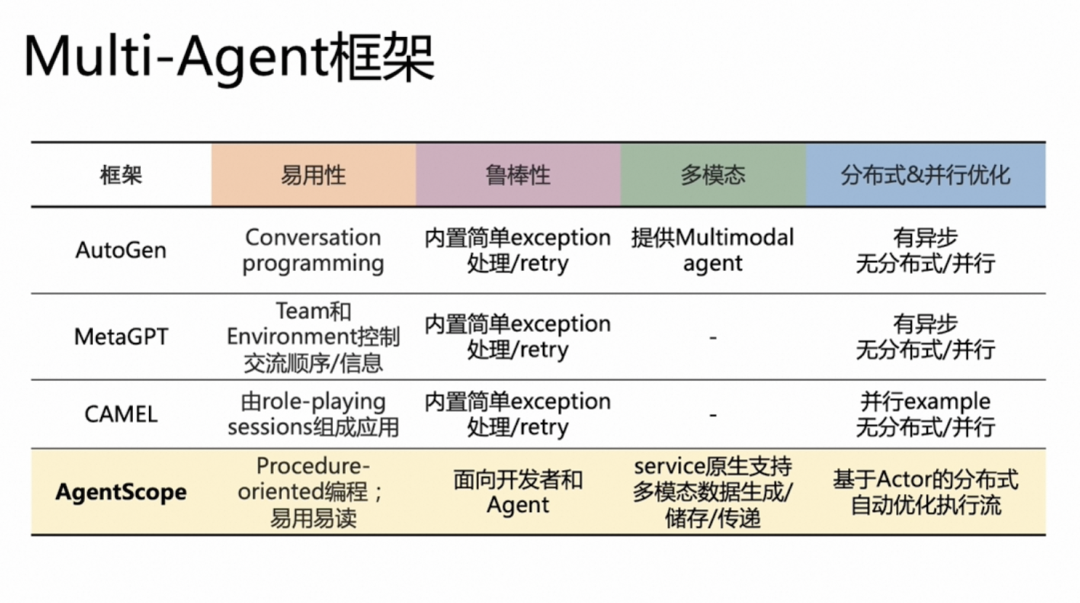 Multi-Agent框架
框架
易用性
鲁棒性
多模态
分布式&并行优化
AutoGen
Conversation
programming
内置简单exception
处理/retry
提供Multimodal
agent
有异步
无分布式/并行
MetaGPT
Team和
Environment控制
交流顺序/信息
内置简单exception
处理/retry
-
有异步
无分布式/并行
CAMEL
由role-playing
sessions组成应用
内置简单exception
处理/retry
-
并行example
无分布式/并行
AgentScope
Procedure-
oriented编程；
易用易读
面向开发者和
Agent
service原生支持
多模态数据生成/
储存/传递
基于Actor的分布式
自动优化执行流